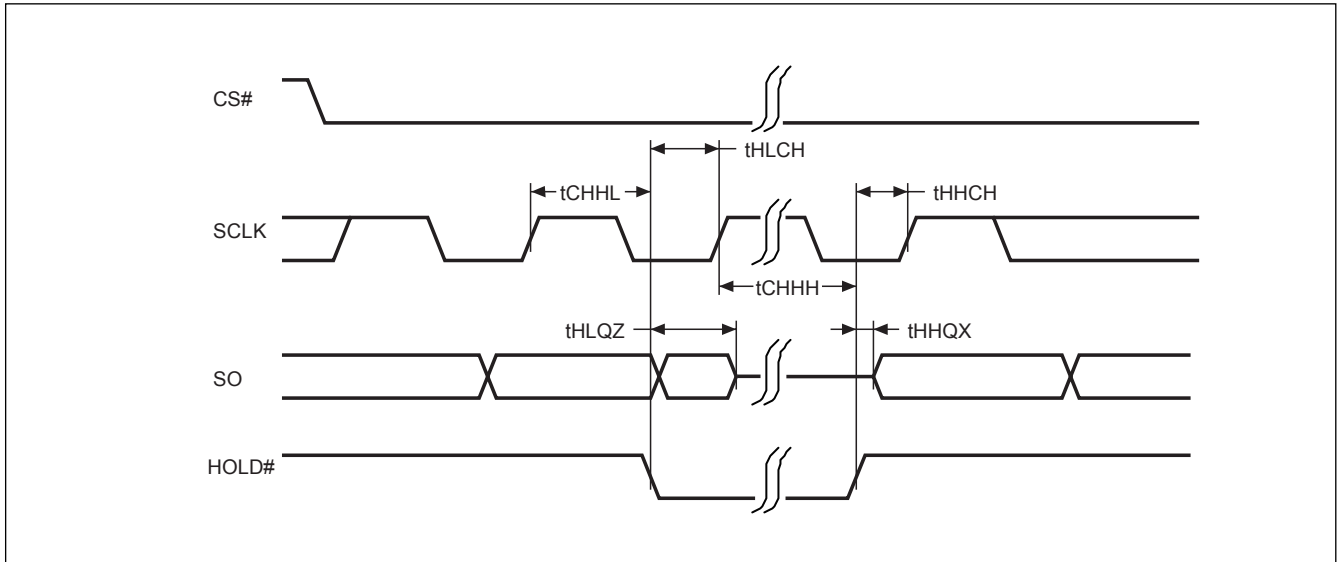 CS#
tHLCH
tCHHL
tHHCH
SCLK
tCHHH
tHLQZ
tHHQX
SO
HOLD#